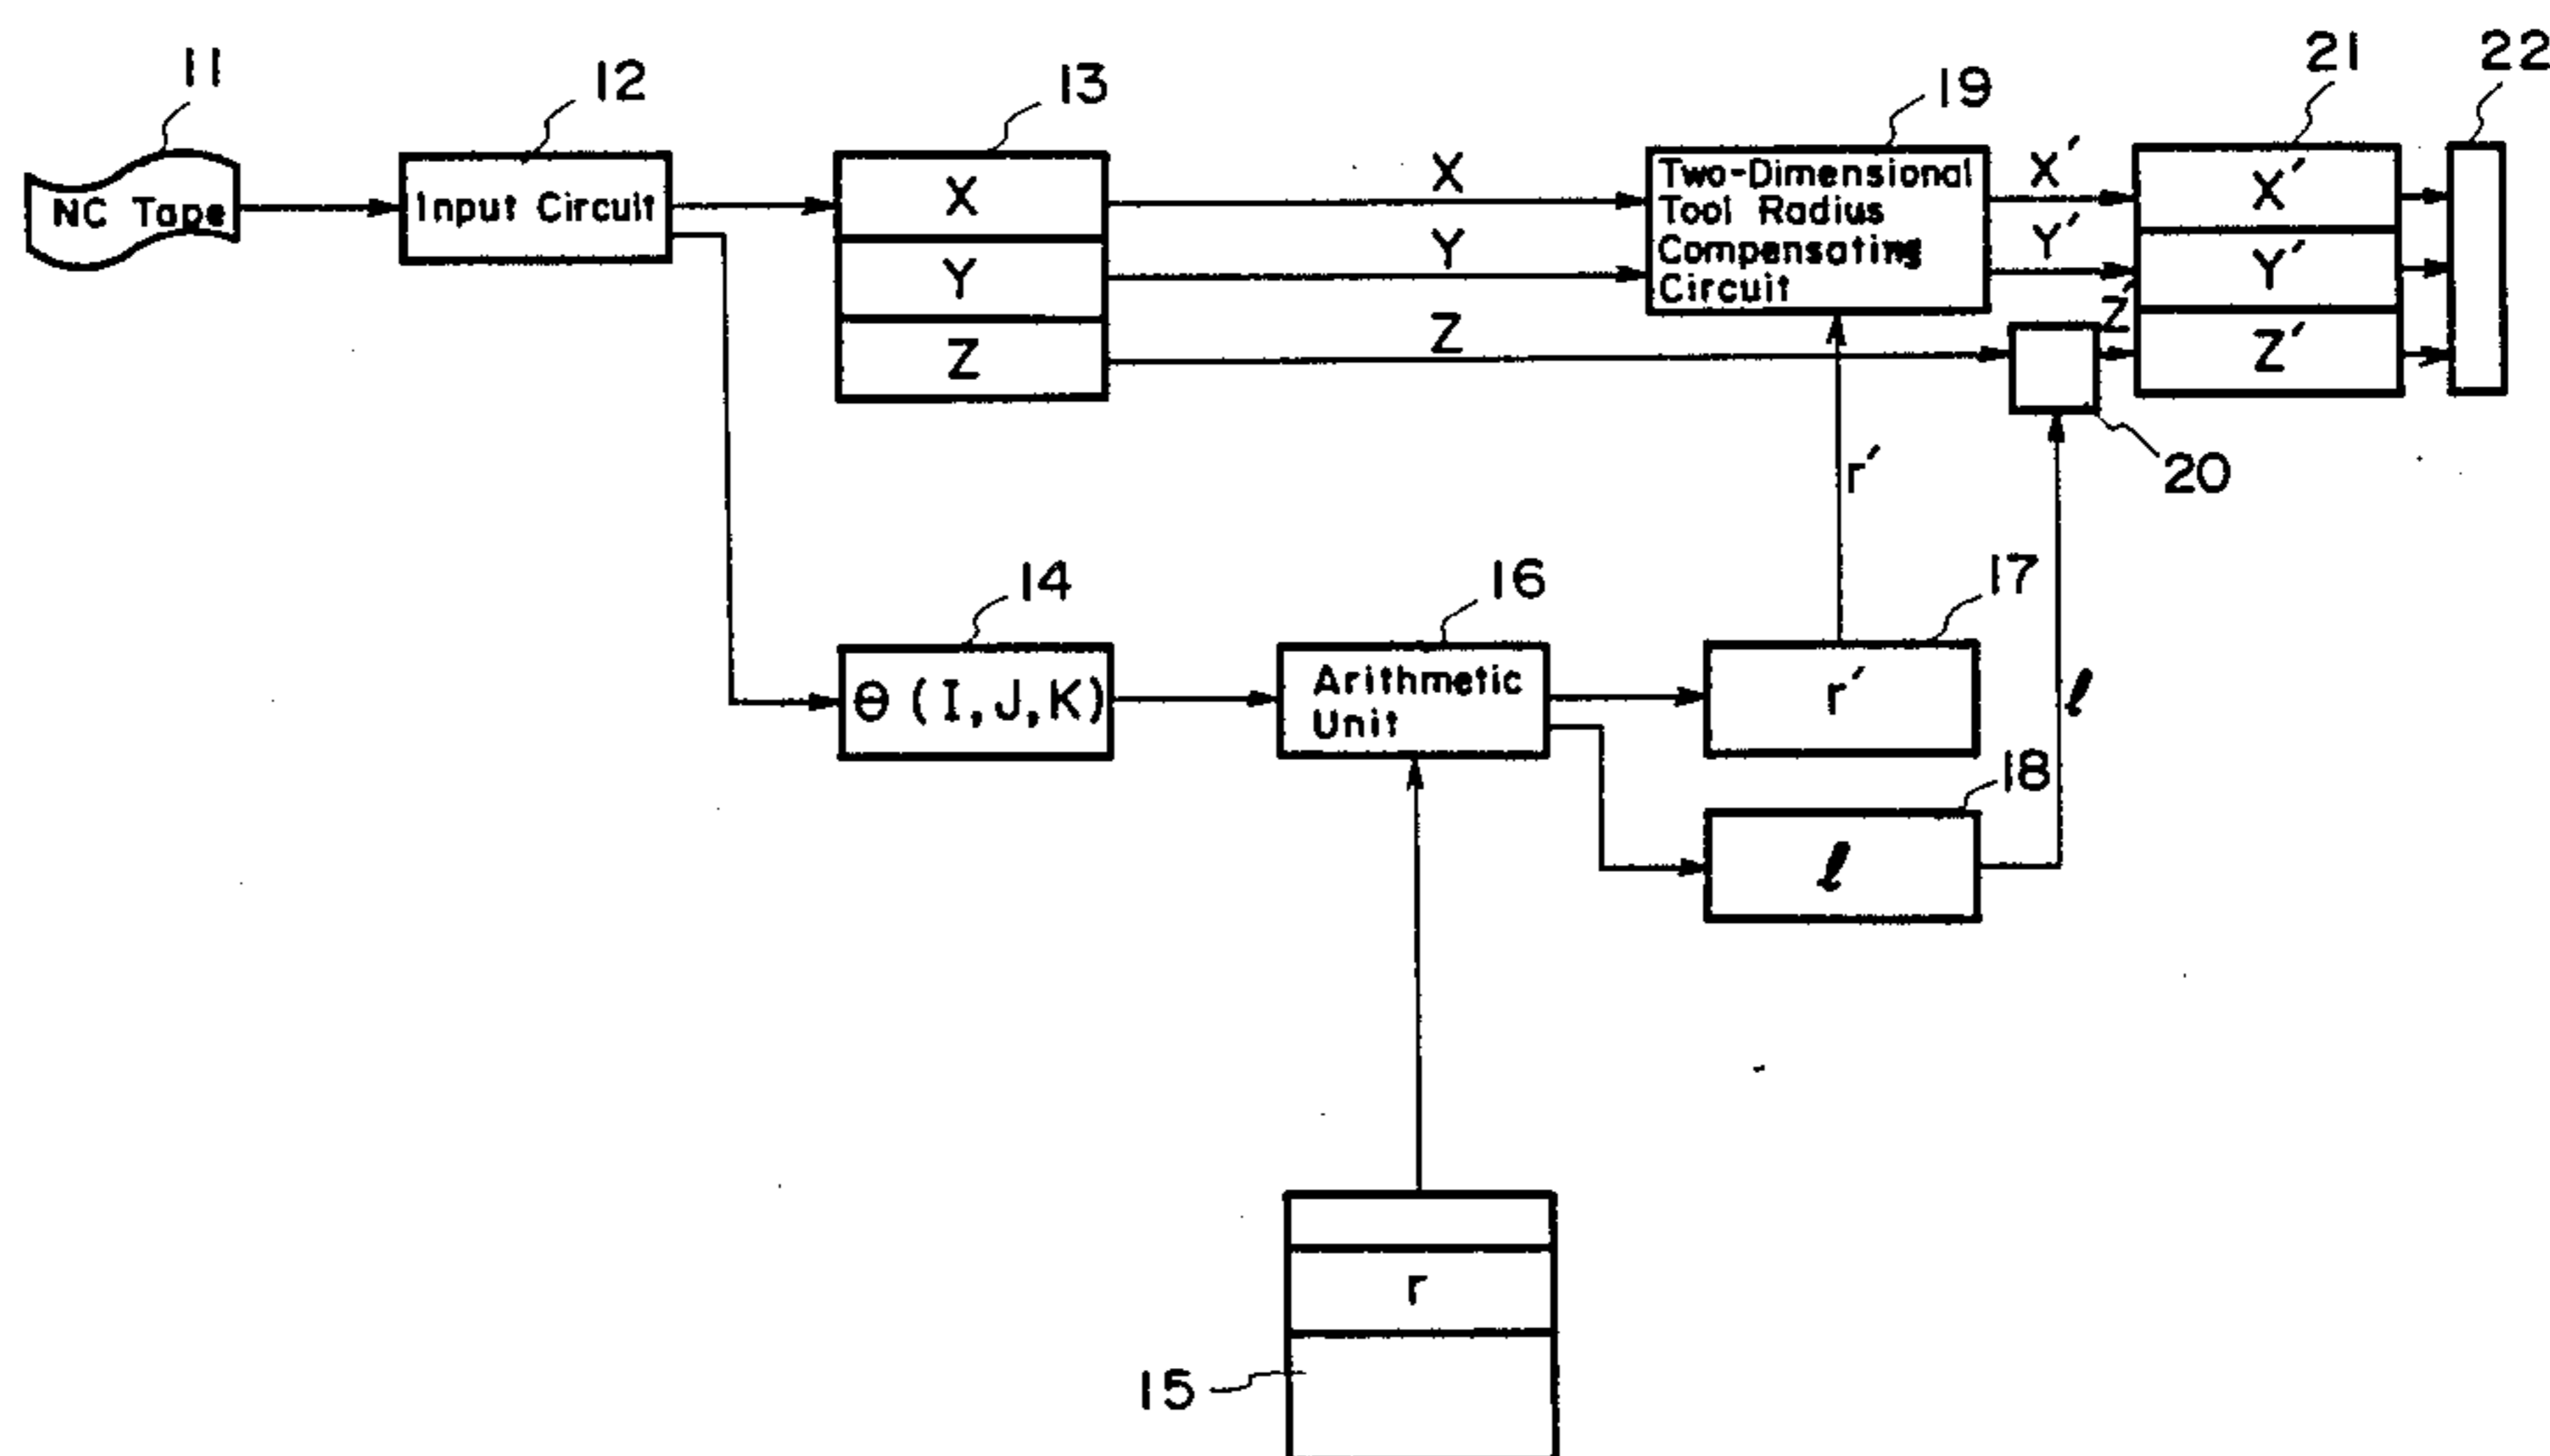 11
12
13
19
21
22
NC Tape
Input Circuit
X
Y
Z
X
Y
Z
Two-Dimensional
Tool Radius
Compensating
Circuit
X′
Y′
Z′
X′
Y′
Z′
20
r′
14
16
17
θ (I, J, K)
Arithmetic
Unit
r′
ℓ
18
ℓ
r
15